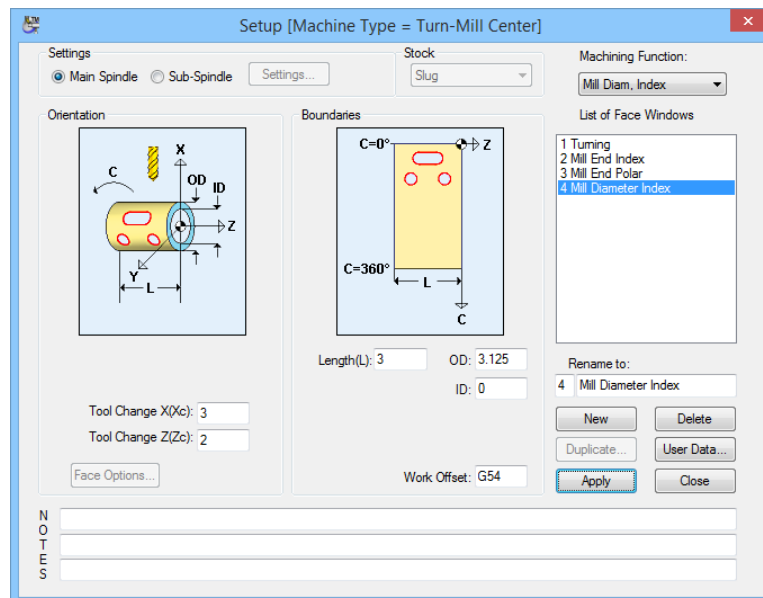 Setup [Machine Type = Turn-Mill Center]
Settings
Main Spindle
Sub-Spindle
Settings...
Stock
Slug
Machining Function:
Mill Diam, Index
Orientation
X
C
OD
ID
Z
Y
L
Boundaries
C=0°
Z
C=360°
L
C
List of Face Windows
1 Turning
2 Mill End Index
3 Mill End Polar
4 Mill Diameter Index
Length(L): 3
OD: 3.125
ID: 0
Rename to:
4 Mill Diameter Index
Tool Change X(Xc): 3
Tool Change Z(Zc): 2
New
Delete
Duplicate...
User Data...
Face Options...
Work Offset: G54
Apply
Close
NOTES